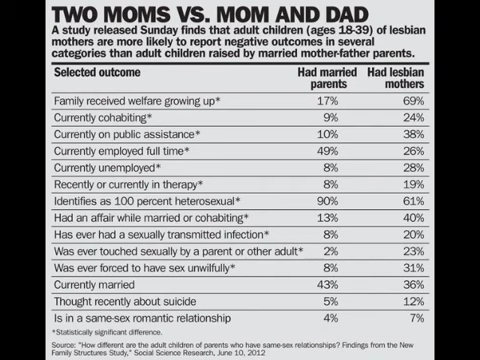 TWO MOMS VS. MOM AND DAD
A study released Sunday finds that adult children (ages 18-39) of lesbian
mothers are more likely to report negative outcomes in several
categories than adult children raised by married mother-father parents.
Selected outcome Had married parents Had lesbian mothers
Family received welfare growing up* 17% 69%
Currently cohabiting* 9% 24%
Currently on public assistance* 10% 38%
Currently employed full time* 49% 26%
Currently unemployed* 8% 28%
Recently or currently in therapy* 8% 19%
Identifies as 100 percent heterosexual* 90% 61%
Had an affair while married or cohabiting* 13% 40%
Has ever had a sexually transmitted infection* 8% 20%
Was ever touched sexually by a parent or other adult* 2% 23%
Was ever forced to have sex unwilfully* 8% 31%
Currently married 43% 36%
Thought recently about suicide 5% 12%
Is in a same-sex romantic relationship 4% 7%
*Statistically significant difference.
Source: "How different are the adult children of parents who have same-sex relationships? Findings from the New
Family Structures Study," Social Science Research, June 10, 2012